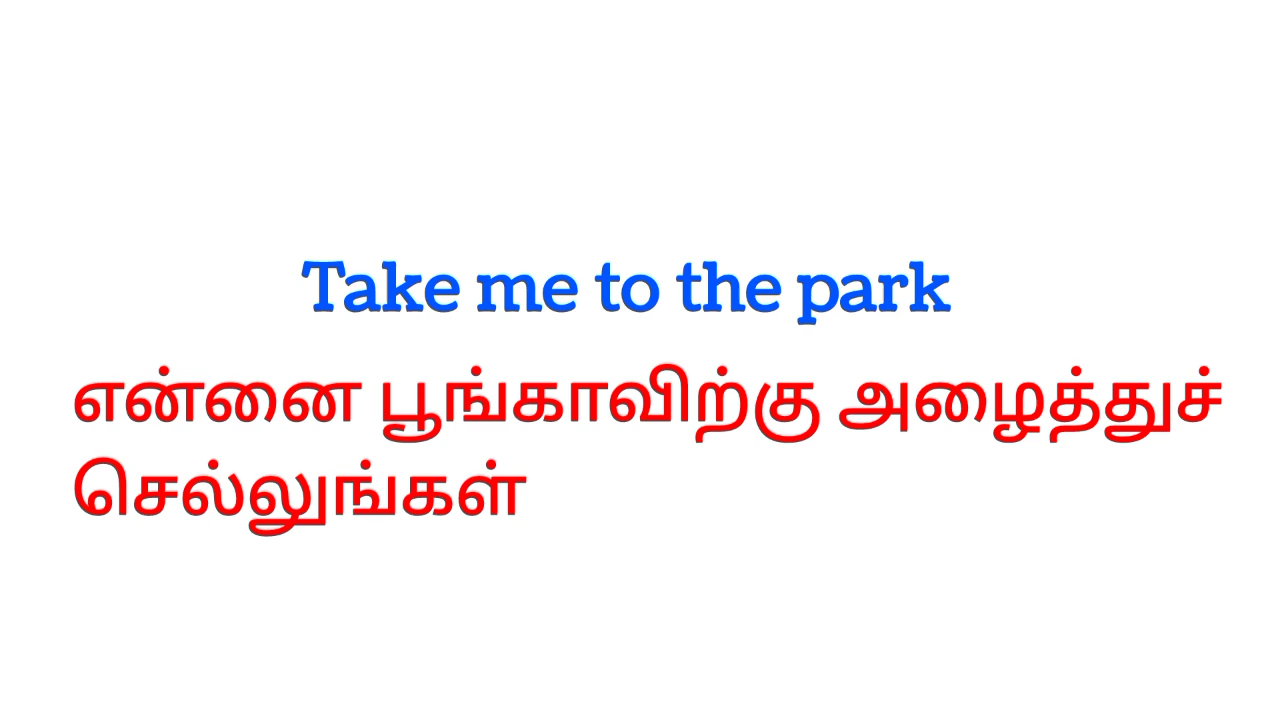 Take me to the park
என்னை பூங்காவிற்கு அழைத்துச்
செல்லுங்கள்